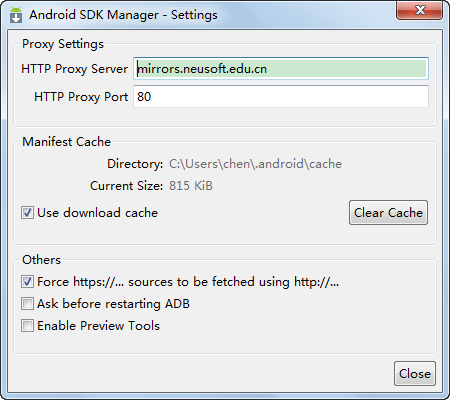 Android SDK Manager - Settings
Proxy Settings
HTTP Proxy Server mirrors.neusoft.edu.cn
HTTP Proxy Port 80
Manifest Cache
Directory: C:\Users\chen\.android\cache
Current Size: 815 KiB
Use download cache Clear Cache
Others
Force https://... sources to be fetched using http://...
Ask before restarting ADB
Enable Preview Tools
Close